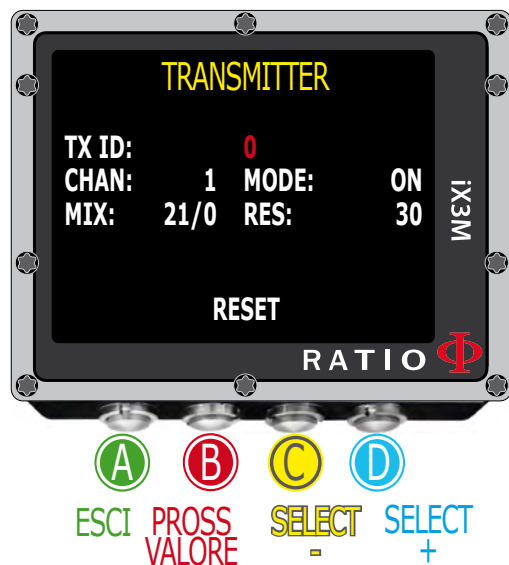 TRANSMITTER
TX ID: 0
CHAN: 1 MODE: ON
MIX: 21/0 RES: 30
RESET
iX3M
RATIO
A B C D
ESCI PROSS VALORE SELECT - SELECT +